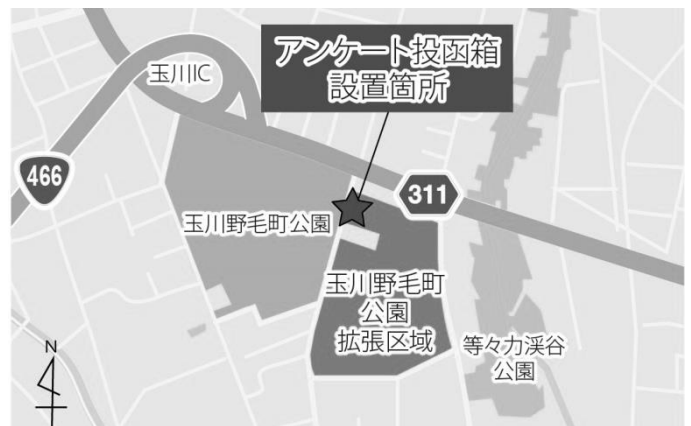 アンケート投函箱
設置箇所
玉川IC
466
311
玉川野毛町公園
玉川野毛町
公園
拡張区域
等々力渓谷
公園
N